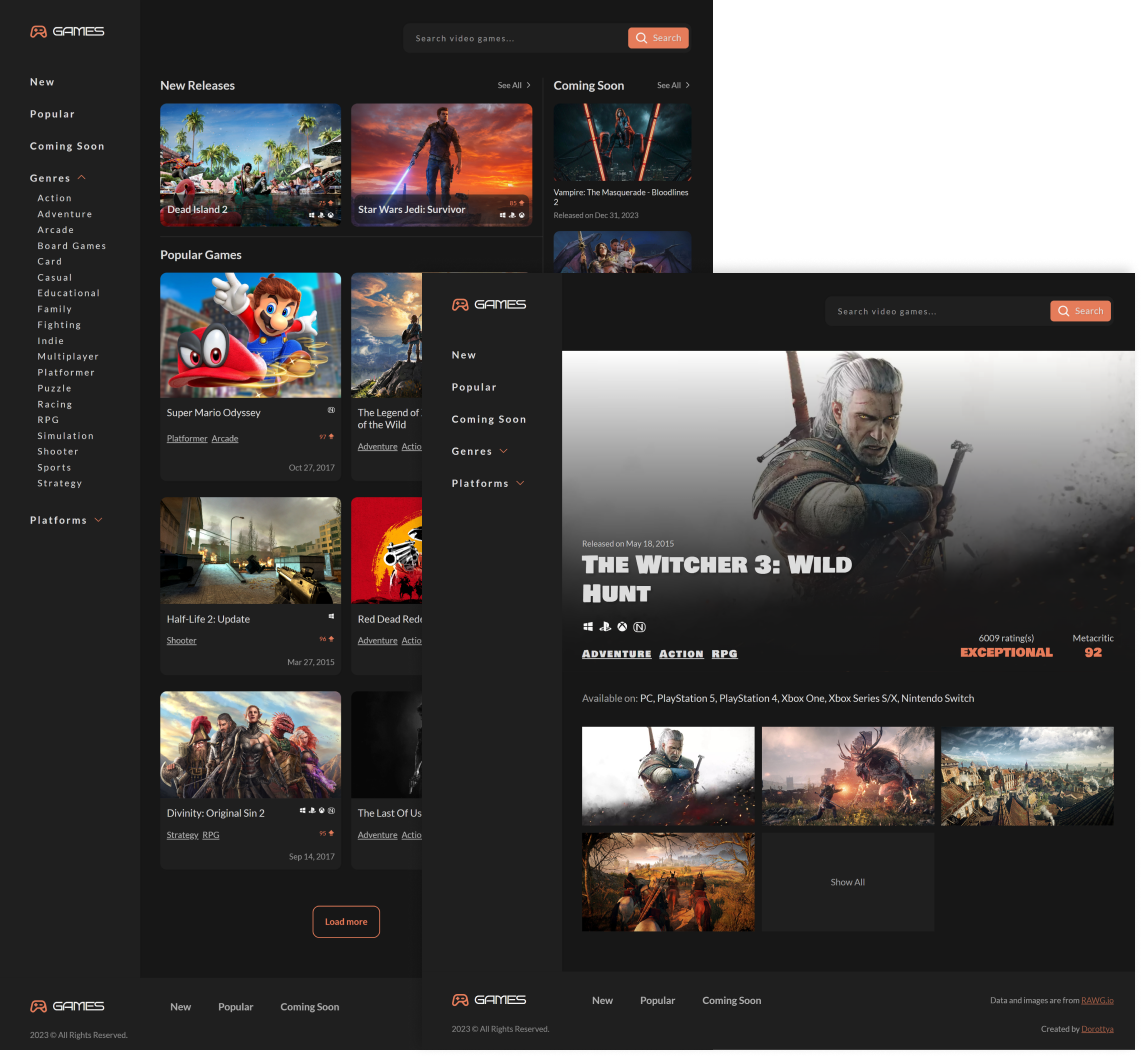 GAMES
Search video games...
Search
New
Popular
Coming Soon
Genres
Action
Adventure
Arcade
Board Games
Card
Casual
Educational
Family
Fighting
Indie
Multiplayer
Platformer
Puzzle
Racing
RPG
Simulation
Shooter
Sports
Strategy
Platforms
New Releases
See All
Dead Island 2
75
Star Wars Jedi: Survivor
85
Coming Soon
See All
Vampire: The Masquerade - Bloodlines
2
Released on Dec 31, 2023
Popular Games
Super Mario Odyssey
Platformer Arcade
97
Oct 27, 2017
The Legend of
of the Wild
Adventure Actio
Half-Life 2: Update
Shooter
96
Mar 27, 2015
Red Dead Rede
Adventure Actio
Divinity: Original Sin 2
Strategy RPG
95
Sep 14, 2017
The Last Of Us
Adventure Actio
Load more
GAMES
New
Popular
Coming Soon
2023 © All Rights Reserved.
GAMES
Search video games...
Search
New
Popular
Coming Soon
Genres
Platforms
Released on May 18, 2015
The Witcher 3: Wild
Hunt
Adventure Action RPG
6009 rating(s)
EXCEPTIONAL
Metacritic
92
Available on: PC, PlayStation 5, PlayStation 4, Xbox One, Xbox Series S/X, Nintendo Switch
Show All
GAMES
New
Popular
Coming Soon
Data and images are from RAWG.io
2023 © All Rights Reserved.
Created by Dorottya